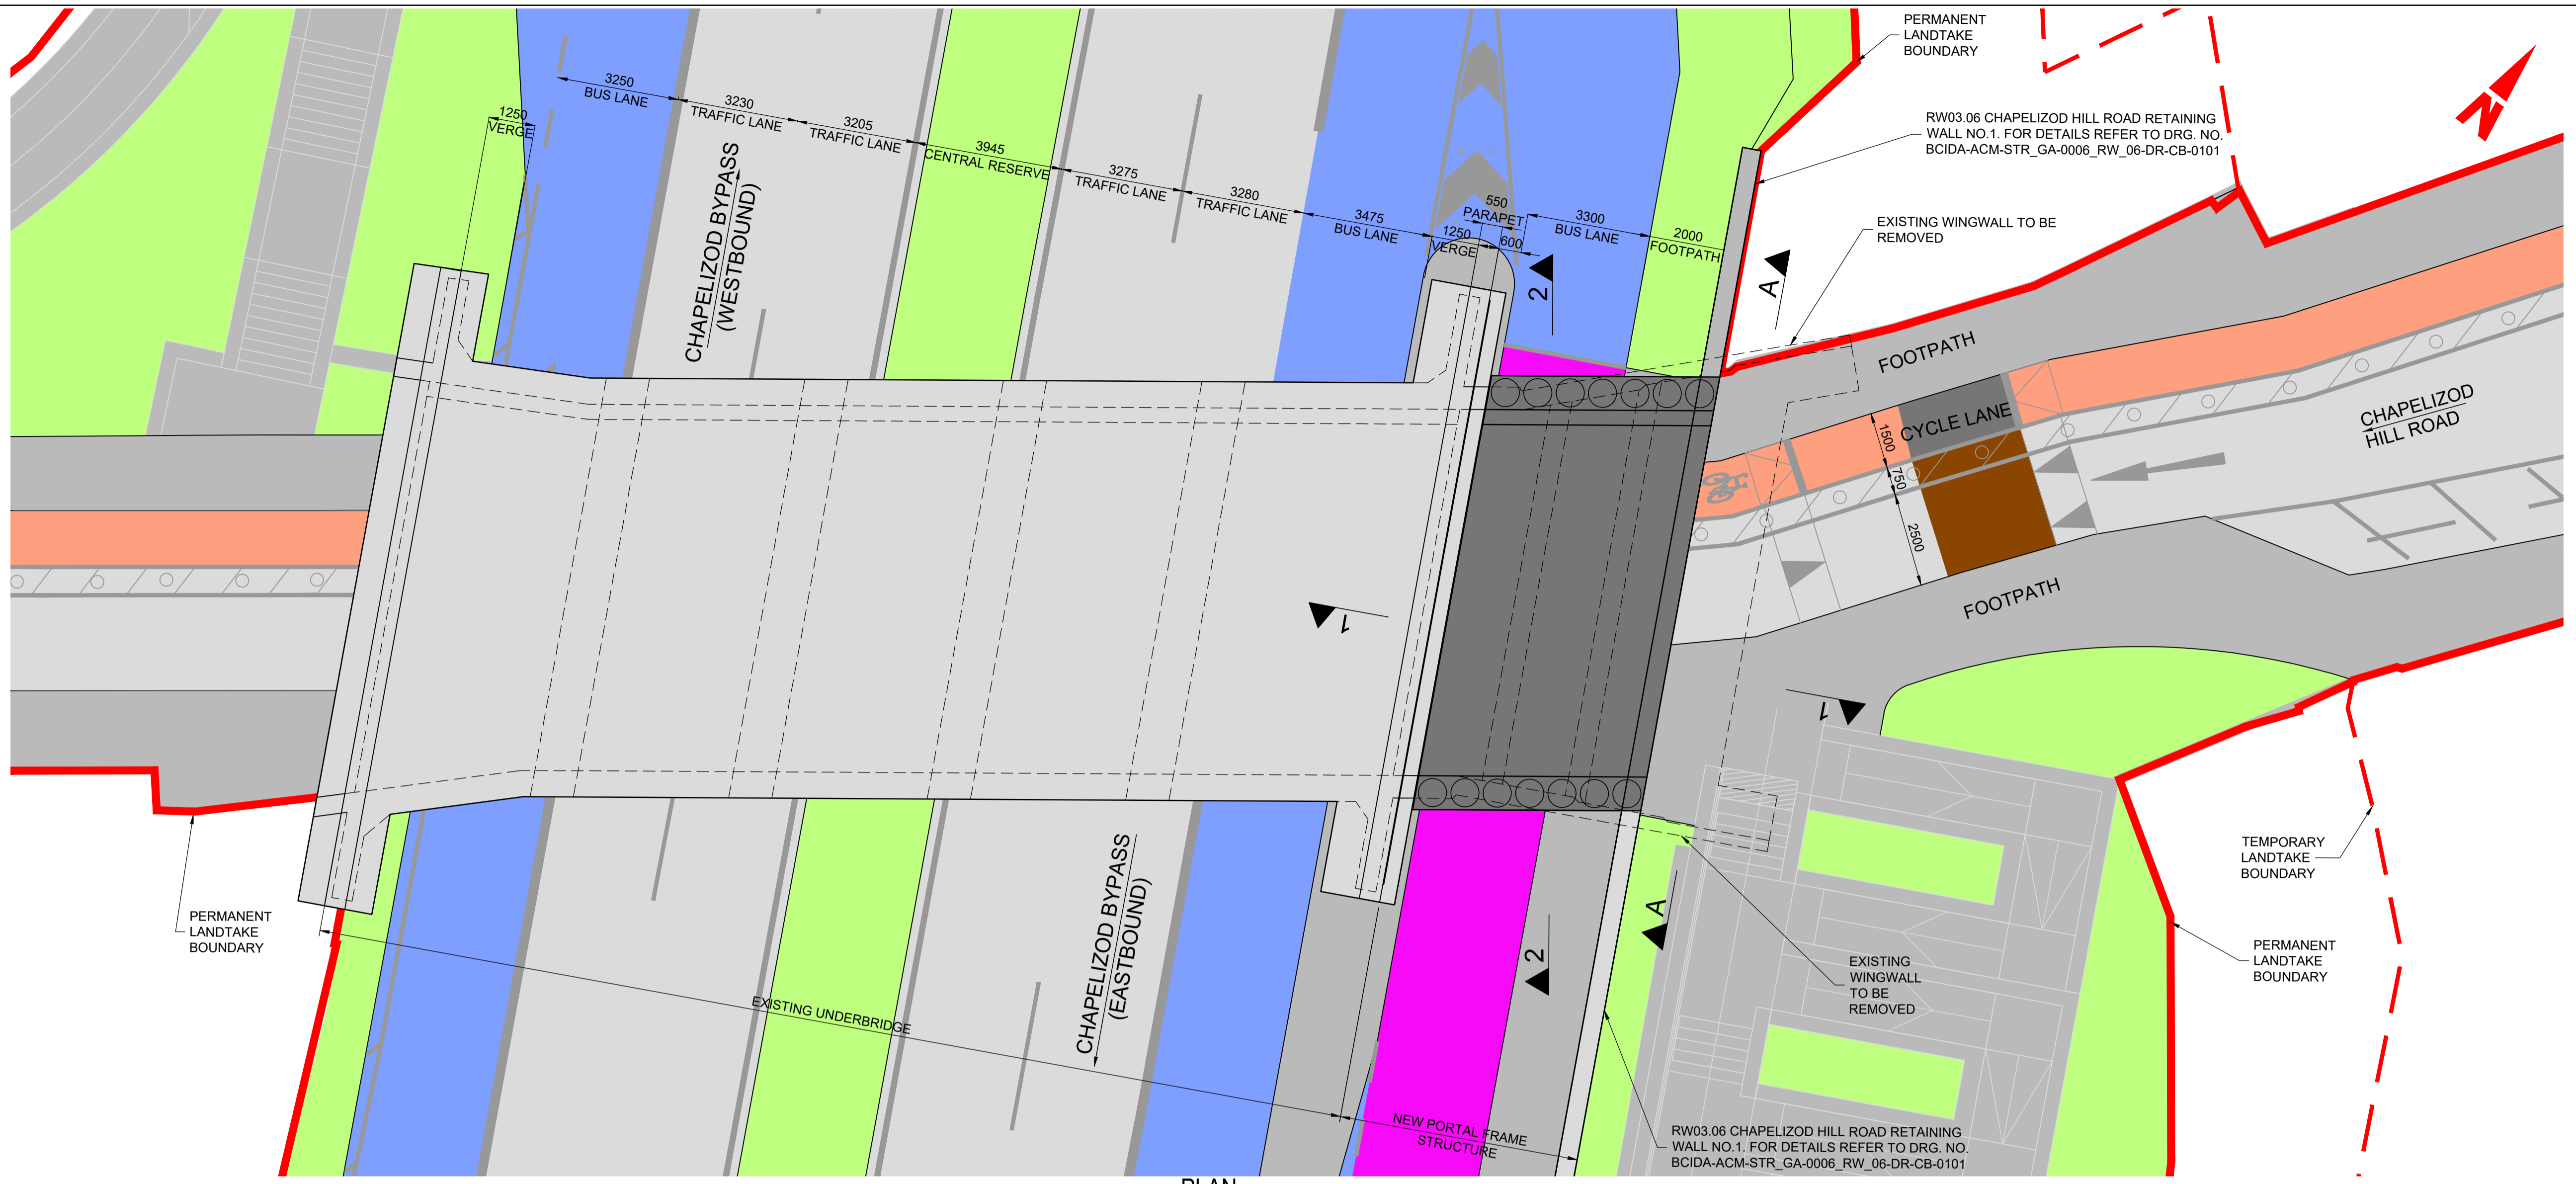 PERMANENT
LANDTAKE
BOUNDARY
N
RW03.06 CHAPELIZOD HILL ROAD RETAINING
WALL NO.1. FOR DETAILS REFER TO DRG. NO.
BCIDA-ACM-STR_GA-0006_RW_06-DR-CB-0101
EXISTING WINGWALL TO BE
REMOVED
1250
VERGE
3250
BUS LANE
3230
TRAFFIC LANE
3205
TRAFFIC LANE
3945
CENTRAL RESERVE
3275
TRAFFIC LANE
3280
TRAFFIC LANE
3475
BUS LANE
1250
VERGE
550
PARAPET
600
3300
BUS LANE
2000
FOOTPATH
CHAPELIZOD BYPASS
(WESTBOUND)
2
A
FOOTPATH
CYCLE LANE
1500
750
2500
CHAPELIZOD
HILL ROAD
FOOTPATH
1
1
CHAPELIZOD BYPASS
(EASTBOUND)
2
A
PERMANENT
LANDTAKE
BOUNDARY
EXISTING UNDERBRIDGE
NEW PORTAL FRAME
STRUCTURE
EXISTING
WINGWALL
TO BE
REMOVED
TEMPORARY
LANDTAKE
BOUNDARY
PERMANENT
LANDTAKE
BOUNDARY
RW03.06 CHAPELIZOD HILL ROAD RETAINING
WALL NO.1. FOR DETAILS REFER TO DRG. NO.
BCIDA-ACM-STR_GA-0006_RW_06-DR-CB-0101
PLAN